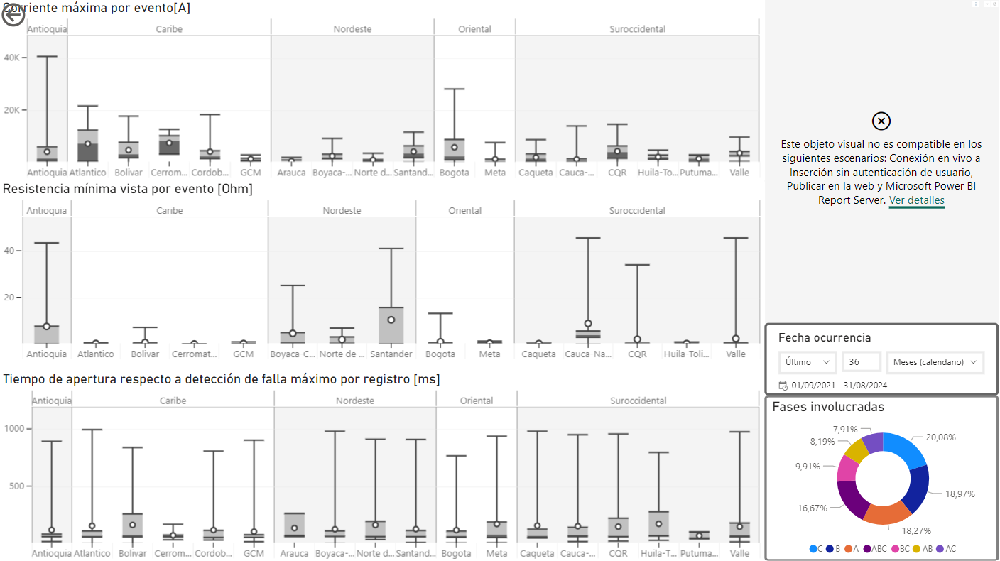 Corriente máxima por evento[A]
Antioquia Caribe Nordeste Oriental Suroccidental
40K
20K
Antioquia Atlantico Bolivar Cerrom... Cordob... GCM Arauca Boyaca-... Norte d... Santand... Bogota Meta Caqueta Cauca-... CQR Huila-To... Putuma... Valle
Resistencia mínima vista por evento [Ohm]
Antioquia Caribe Nordeste Oriental Suroccidental
40
20
Antioquia Atlantico Bolivar Cerromat... GCM Boyaca-C... Norte de ... Santander Bogota Meta Caqueta Cauca-Na... CQR Huila-Toli... Valle
Tiempo de apertura respecto a detección de falla máximo por registro [ms]
Antioquia Caribe Nordeste Oriental Suroccidental
1000
500
Antioquia Atlantico Bolivar Cerrom... Cordob... GCM Arauca Boyaca-... Norte d... Santand... Bogota Meta Caqueta Cauca-... CQR Huila-T... Putuma... Valle
Este objeto visual no es compatible en los
siguientes escenarios: Conexión en vivo a
Inserción sin autenticación de usuario,
Publicar en la web y Microsoft Power BI
Report Server. Ver detalles
Fecha ocurrencia
Último 36 Meses (calendario)
01/09/2021 - 31/08/2024
Fases involucradas
7,91%
20,08%
8,19%
9,91%
18,97%
16,67%
18,27%
C B A ABC BC AB AC